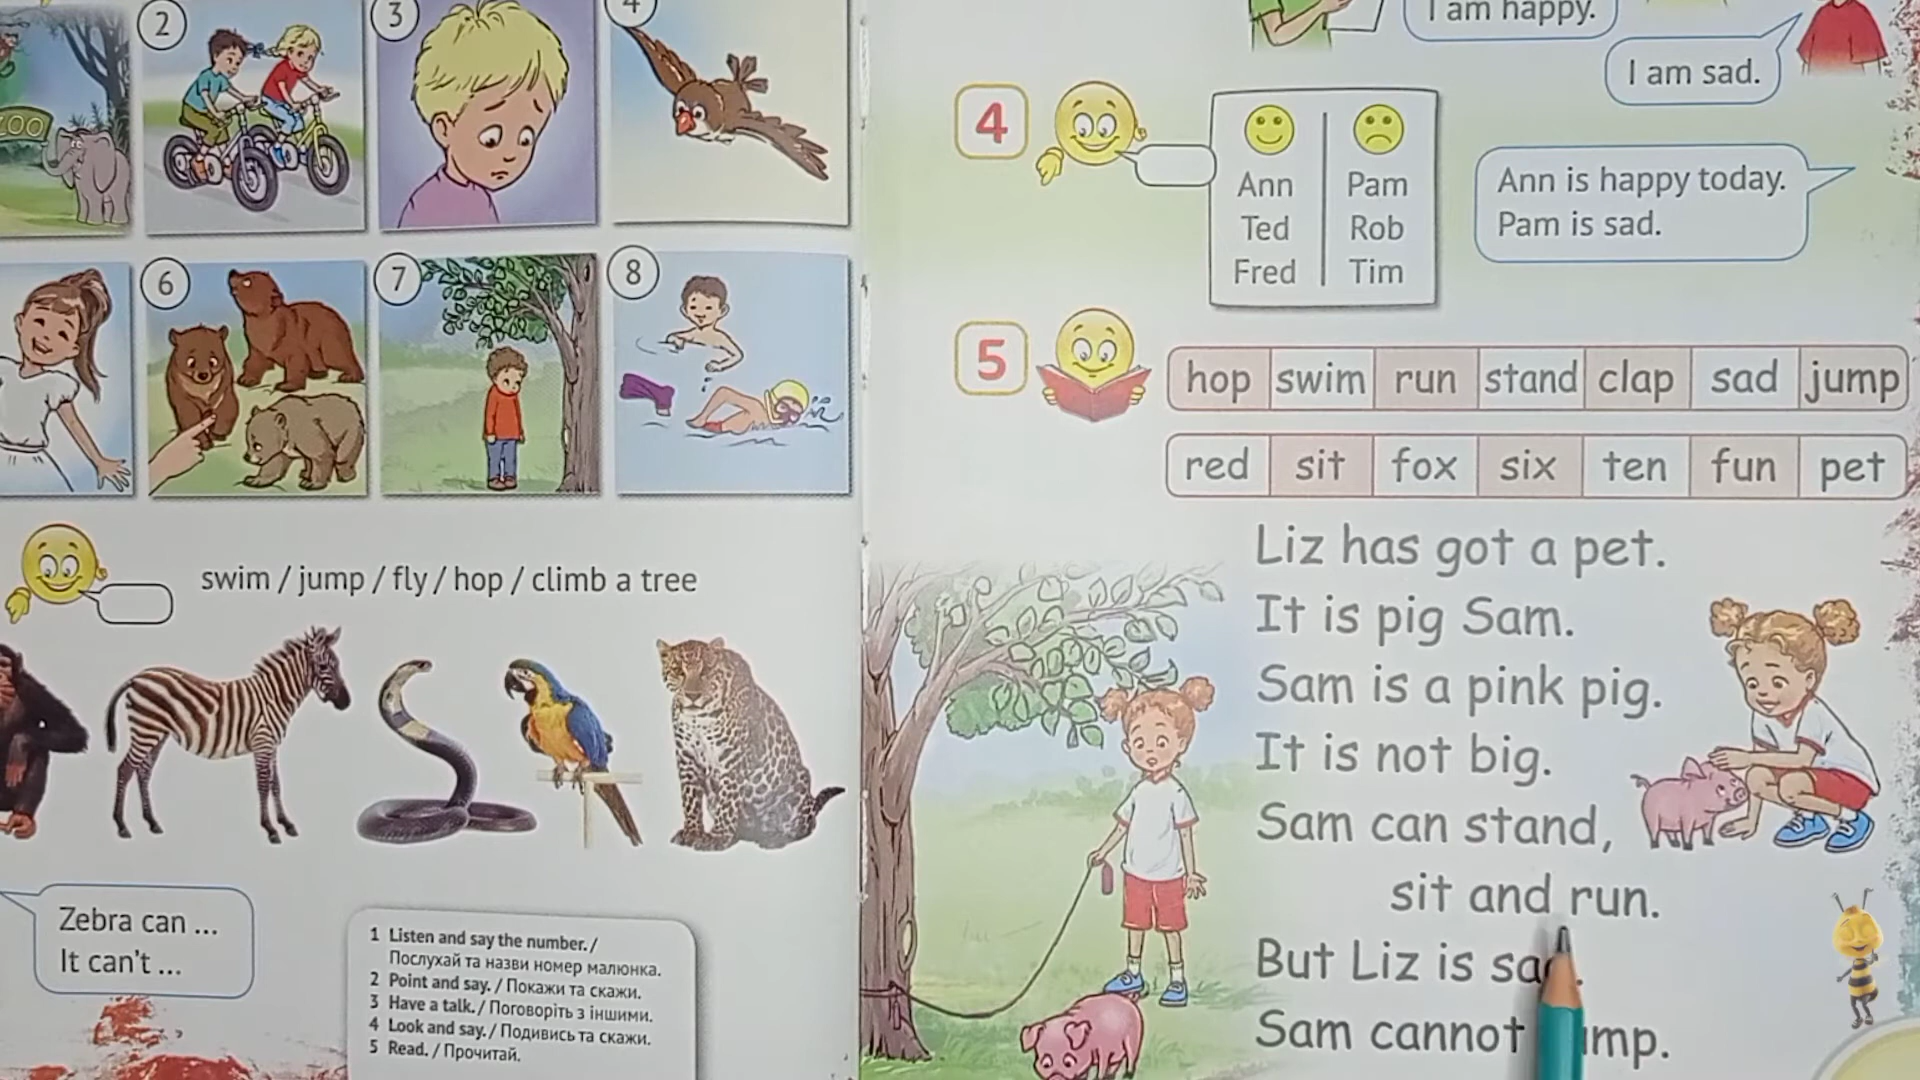 ZOO
2
3
4
6
7
8
swim / jump / fly / hop / climb a tree
Zebra can ...
It can't ...
1 Listen and say the number. /
Послухай та назви номер малюнка.
2 Point and say. / Покажи та скажи.
3 Have a talk. / Поговоріть з іншими.
4 Look and say. / Подивись та скажи.
5 Read. / Прочитай.
I am happy.
I am sad.
4
Ann Pam
Ted Rob
Fred Tim
Ann is happy today.
Pam is sad.
5
hop swim run stand clap sad jump
red sit fox six ten fun pet
Liz has got a pet.
It is pig Sam.
Sam is a pink pig.
It is not big.
Sam can stand,
sit and run.
But Liz is
Sam cannot